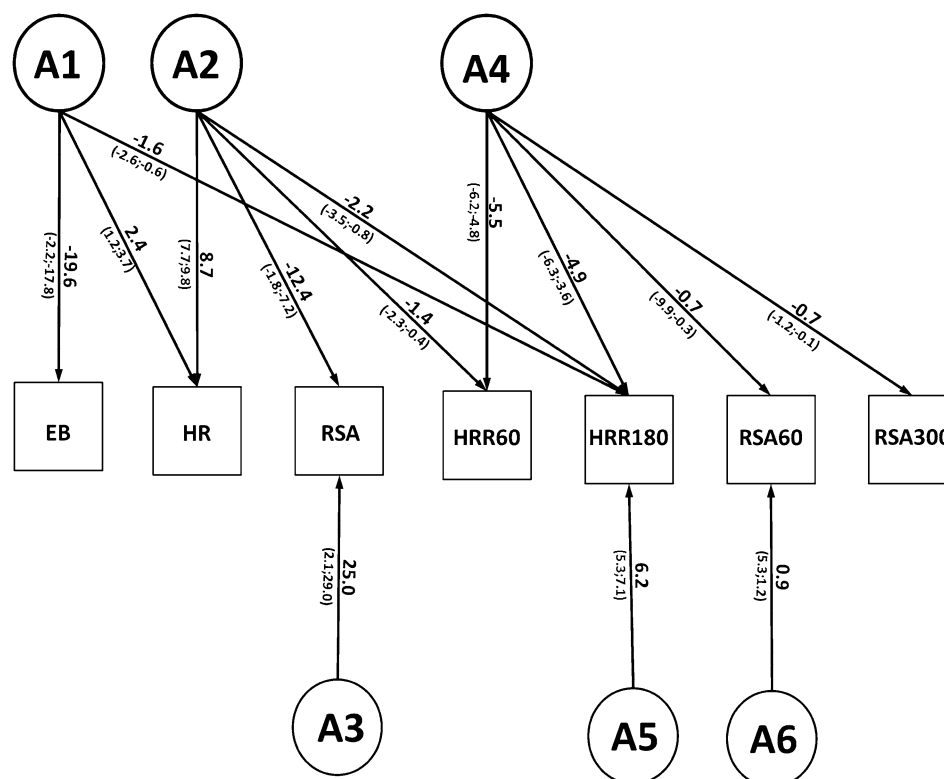 A1
A2
A4
-1.6
(-2.6;-0.6)
-2.2
(-3.5;-0.8)
-5.5
(-6.2;-4.8)
-19.6
(-2.2;-17.8)
2.4
(1.2;3.7)
8.7
(7.7;9.8)
-12.4
(-1.8;-7.2)
-1.4
(-2.3;-0.4)
-4.9
(-6.3;-3.6)
-0.7
(-9.9;-0.3)
-0.7
(-1.2;-0.1)
EB
HR
RSA
HRR60
HRR180
RSA60
RSA300
25.0
(2.1;29.0)
6.2
(5.3;7.1)
0.9
(5.3;1.2)
A3
A5
A6